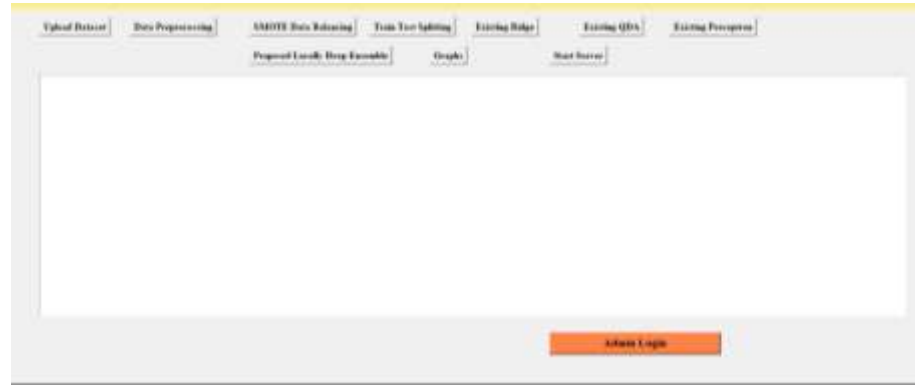 Upload Dataset Data Preprocessing SMOTE Data Balancing Train Test Splitting Existing Ridge Existing QDA Existing Perceptron
Proposed Locally Deep Ensemble Graphs Start Server
Admin Login